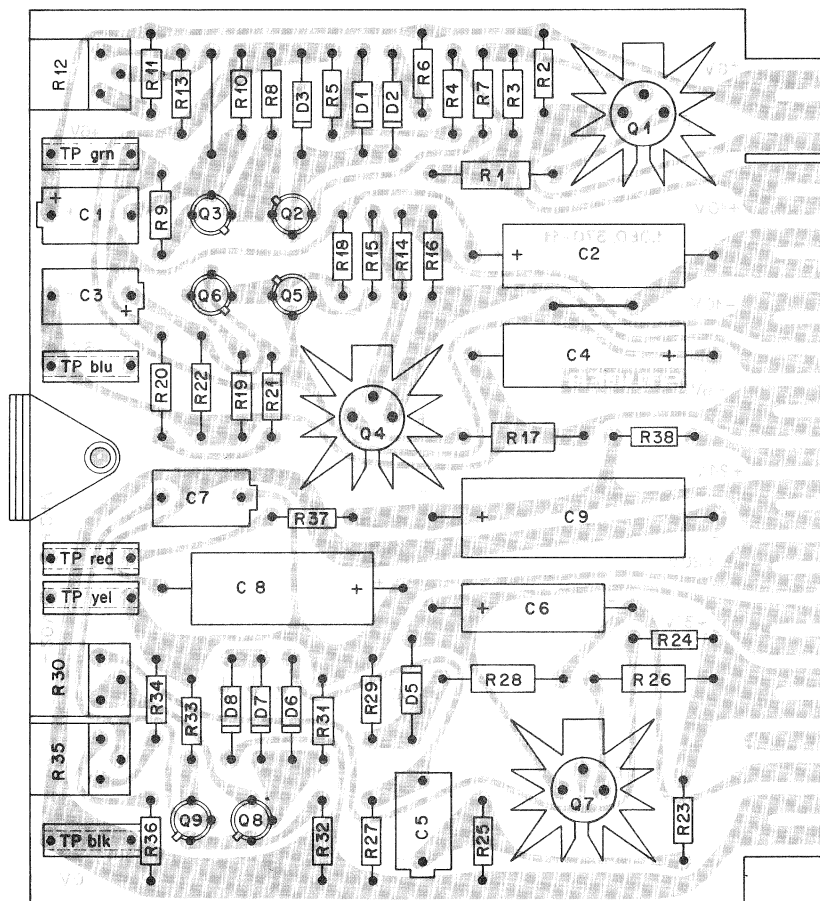 R12
R11
R13
R10
R8
D3
R5
D1
D2
R6
R4
R7
R3
R2
Q1
TP grn
R1
+
C1
R9
Q3
Q2
R18
R15
R14
R16
+
C2
C3
+
Q6
Q5
C4
+
TP blu
R20
R22
R19
R21
Q4
R17
R38
C7
R37
+
C9
TP red
TP yel
C8
+
+
C6
R24
R30
R34
R33
D8
D7
D6
R31
R29
D5
R28
R26
R35
Q7
Q9
Q8
C5
R23
TP blk
R36
R32
R27
R25